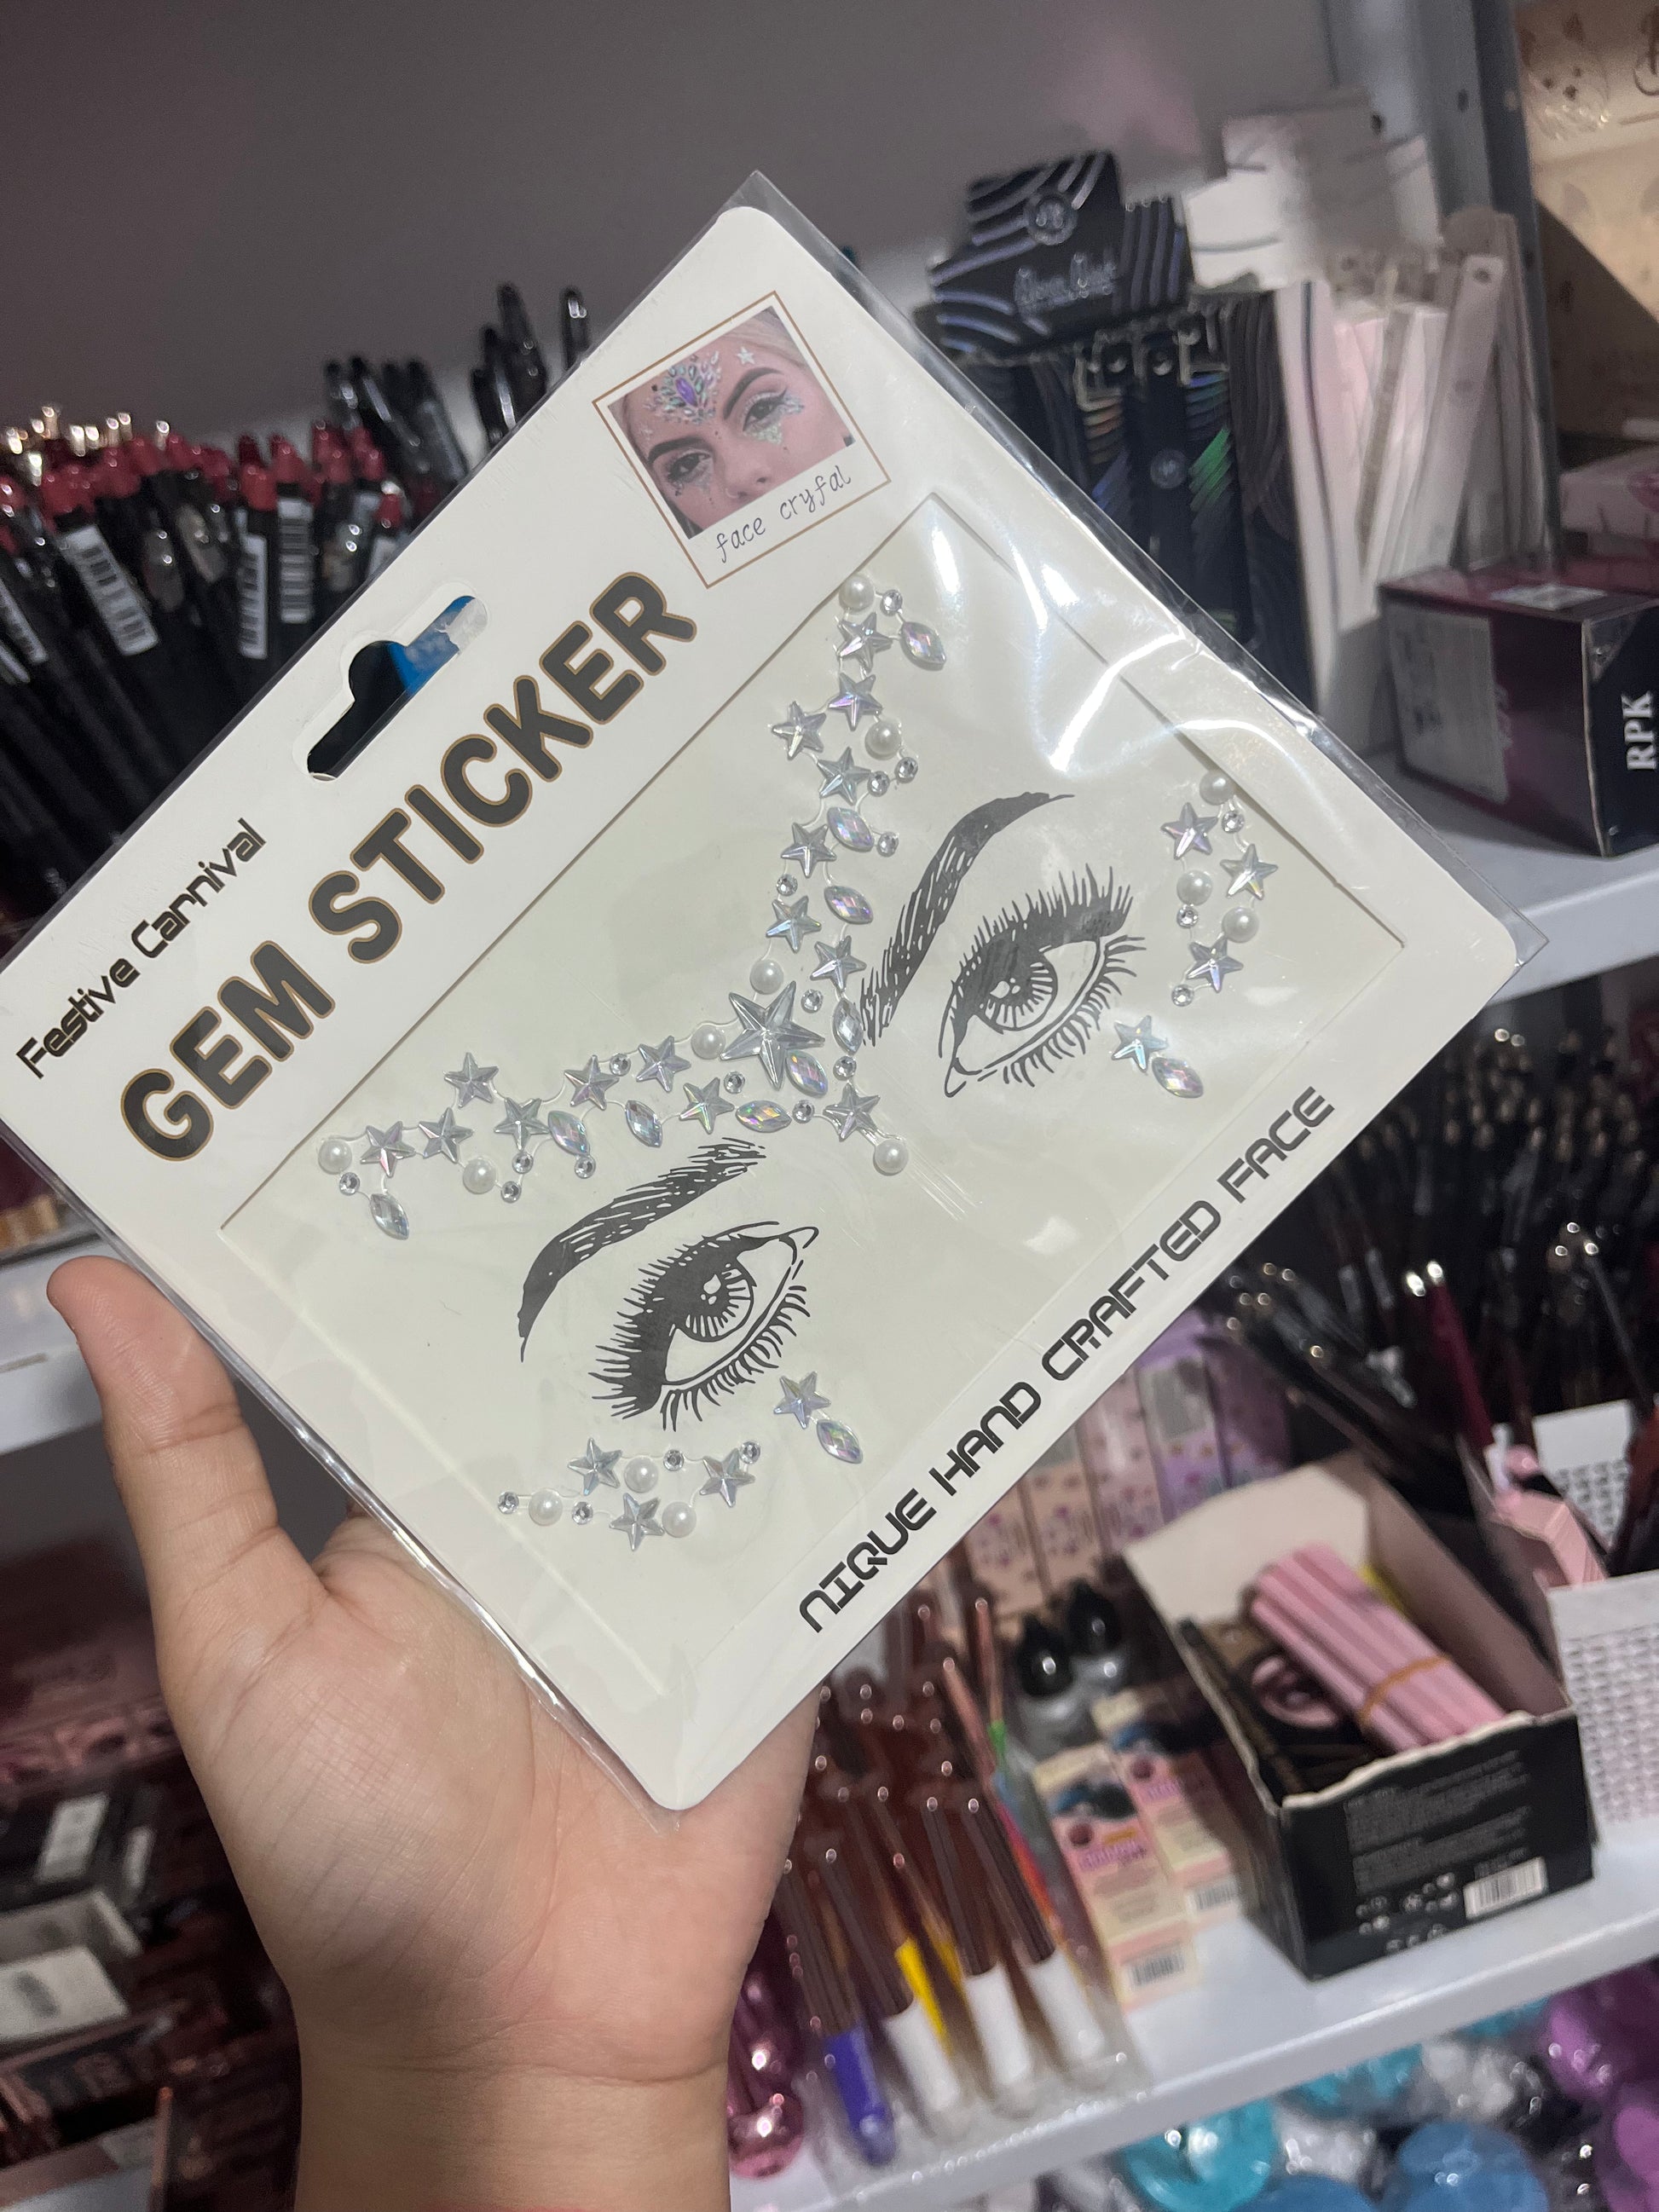 Festive Carnival
GEM STICKER
face cryfal
NIQUE HAND CRAFTED FACE
RPK